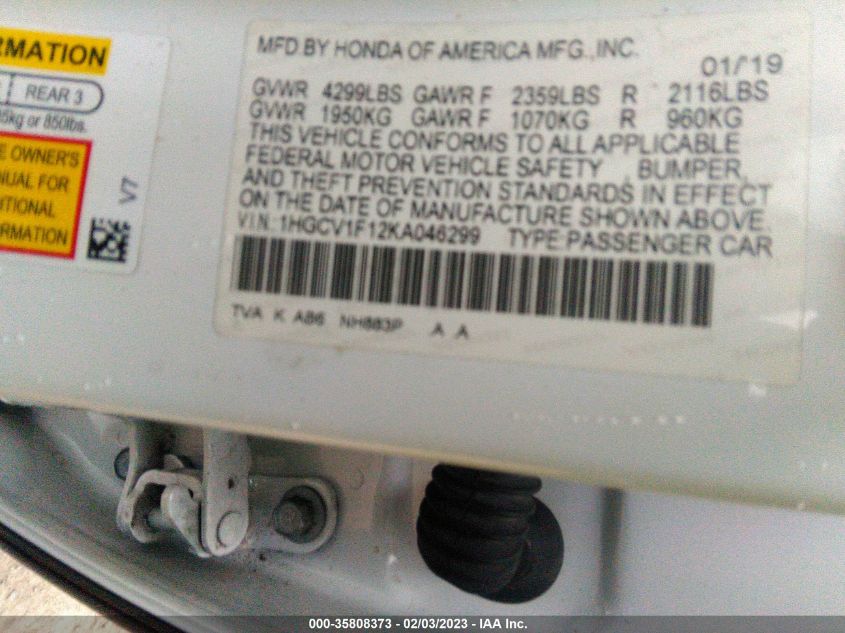 RMATION
REAR 3
5kg or 850lbs.
E OWNER'S
NUAL FOR
ITIONAL
FORMATION
V7
MFD.BY HONDA OF AMERICA MFG.,INC.
01/19
GVWR 4299LBS GAWR F 2359LBS R 2116LBS
GVWR 1950KG GAWR F 1070KG R 960KG
THIS VEHICLE CONFORMS TO ALL APPLICABLE
FEDERAL MOTOR VEHICLE SAFETY , BUMPER,
AND THEFT PREVENTION STANDARDS IN EFFECT
ON THE DATE OF MANUFACTURE SHOWN ABOVE.
V.I.N.:1HGCV1F12KA046299 TYPE:PASSENGER CAR
TVA K AB6 NH883P A A
000-35808373 - 02/03/2023 - IAA Inc.